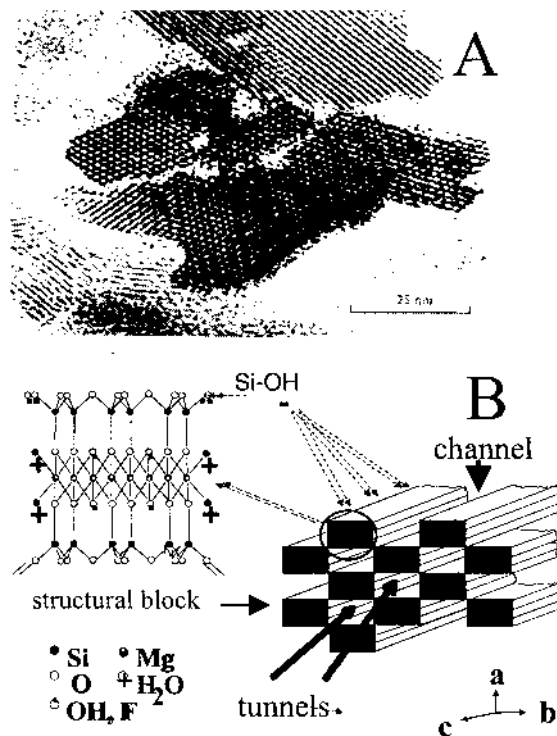 A
25 nm
Si-OH
B
channel
structural block
Si Mg
O H2O
OH, F
tunnels
a
b
c